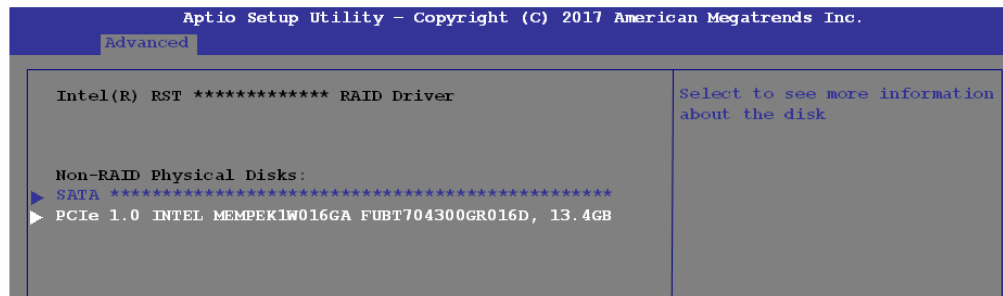 Aptio Setup Utility – Copyright (C) 2017 American Megatrends Inc.
Advanced
Intel(R) RST ************* RAID Driver
Select to see more information
about the disk
Non-RAID Physical Disks:
SATA ************************************************
PCIe 1.0 INTEL MEMPEK1W016GA FUBT704300GR016D, 13.4GB